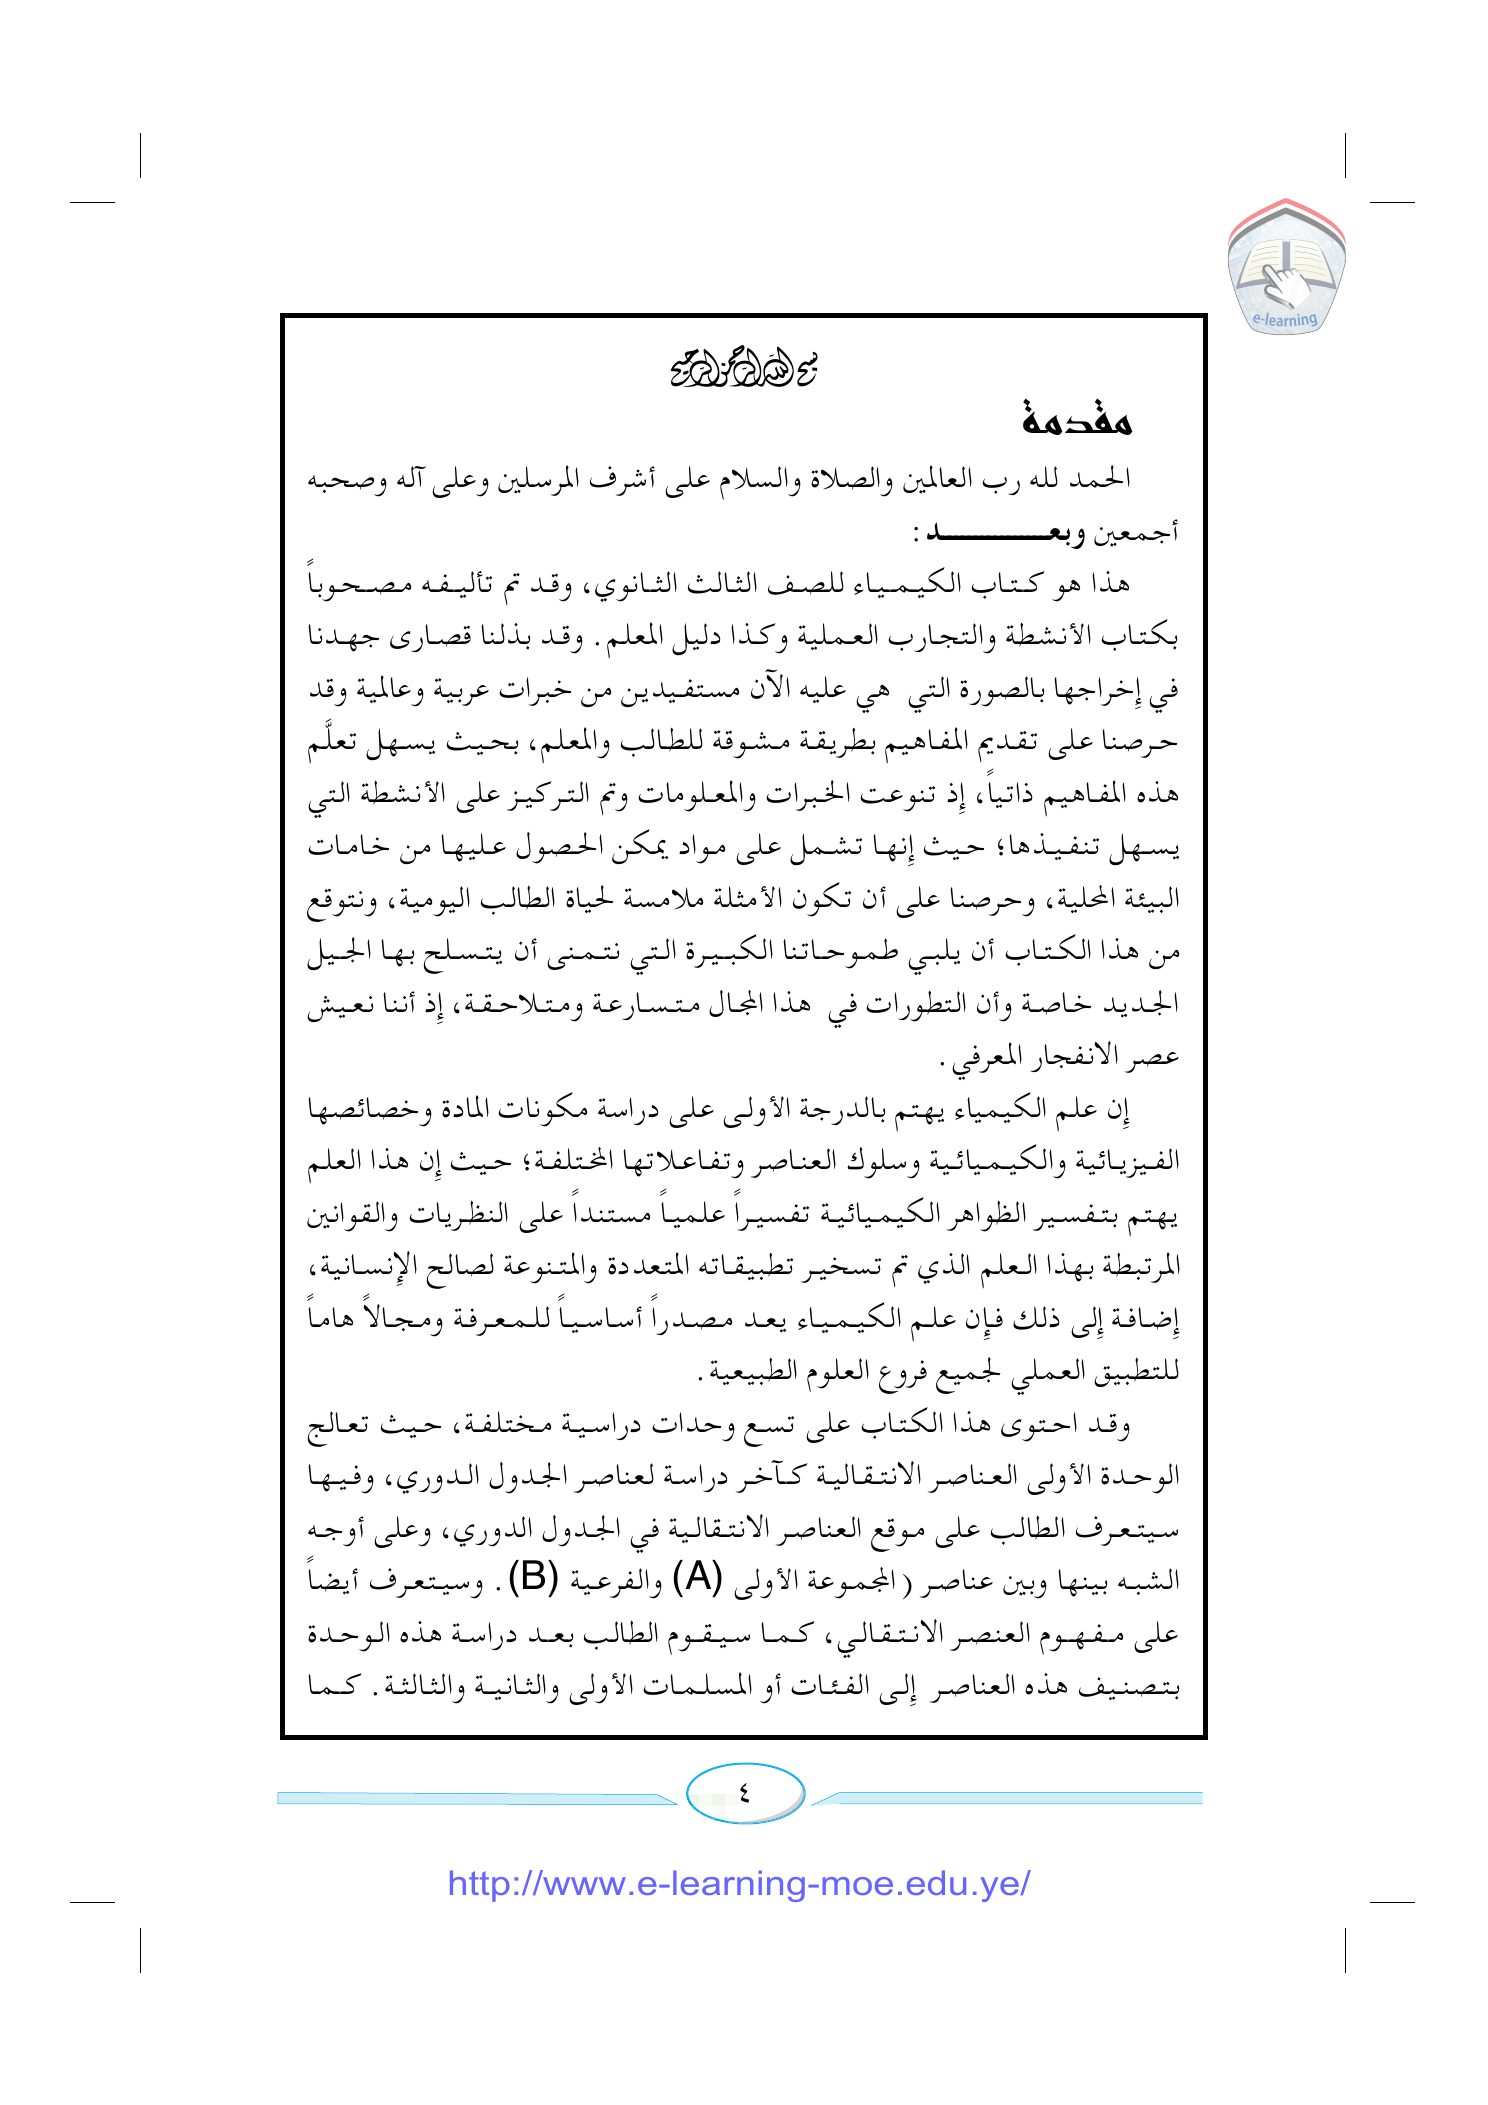 e-learning
بسم الله الرحمن الرحيم
مقدمة
الحمد لله رب العالمين والصلاة والسلام على أشرف المرسلين وعلى آله وصحبه
أجمعين وبعــــــــــــــد :
هذا هو كتاب الكيمياء للصف الثالث الثانوي، وقد تم تأليفه مصحوباً
بكتاب الأنشطة والتجارب العملية وكذا دليل المعلم. وقد بذلنا قصارى جهدنا
في إخراجها بالصورة التي هي عليه الآن مستفيدين من خبرات عربية وعالمية وقد
حرصنا على تقديم المفاهيم بطريقة مشوقة للطالب والمعلم، بحيث يسهل تعلَّم
هذه المفاهيم ذاتياً، إذ تنوعت الخبرات والمعلومات وتم التركيز على الأنشطة التي
يسهل تنفيذها؛ حيث إنها تشمل على مواد يمكن الحصول عليها من خامات
البيئة المحلية، وحرصنا على أن تكون الأمثلة ملامسة لحياة الطالب اليومية، ونتوقع
من هذا الكتاب أن يلبي طموحاتنا الكبيرة التي نتمنى أن يتسلح بها الجيل
الجديد خاصة وأن التطورات في هذا المجال متسارعة ومتلاحقة، إذ أننا نعيش
عصر الانفجار المعرفي.
إن علم الكيمياء يهتم بالدرجة الأولى على دراسة مكونات المادة وخصائصها
الفيزيائية والكيميائية وسلوك العناصر وتفاعلاتها المختلفة؛ حيث إن هذا العلم
يهتم بتفسير الظواهر الكيميائية تفسيراً علمياً مستنداً على النظريات والقوانين
المرتبطة بهذا العلم الذي تم تسخير تطبيقاته المتعددة والمتنوعة لصالح الإنسانية،
إضافة إلى ذلك فإن علم الكيمياء يعد مصدراً أساسياً للمعرفة ومجالاً هاماً
للتطبيق العملي لجميع فروع العلوم الطبيعية.
وقد احتوى هذا الكتاب على تسع وحدات دراسية مختلفة، حيث تعالج
الوحدة الأولى العناصر الانتقالية كآخر دراسة لعناصر الجدول الدوري، وفيها
سيتعرف الطالب على موقع العناصر الانتقالية في الجدول الدوري، وعلى أوجه
الشبه بينها وبين عناصر (المجموعة الأولى (A) والفرعية (B). وسيتعرف أيضاً
على مفهوم العنصر الانتقالي، كما سيقوم الطالب بعد دراسة هذه الوحدة
بتصنيف هذه العناصر إلى الفئات أو المسلمات الأولى والثانية والثالثة. كما
٤
http://www.e-learning-moe.edu.ye/